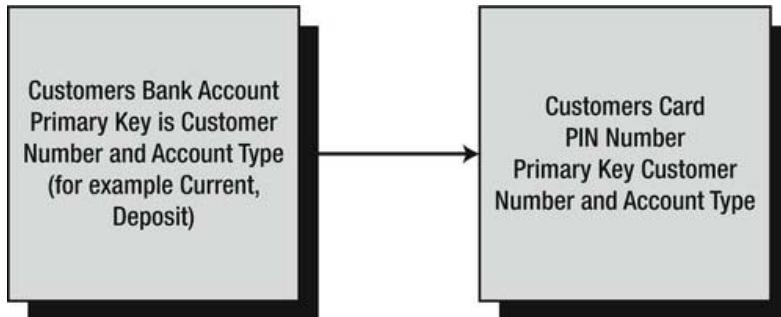 Customers Bank Account
Primary Key is Customer
Number and Account Type
(for example Current,
Deposit)
Customers Card
PIN Number
Primary Key Customer
Number and Account Type